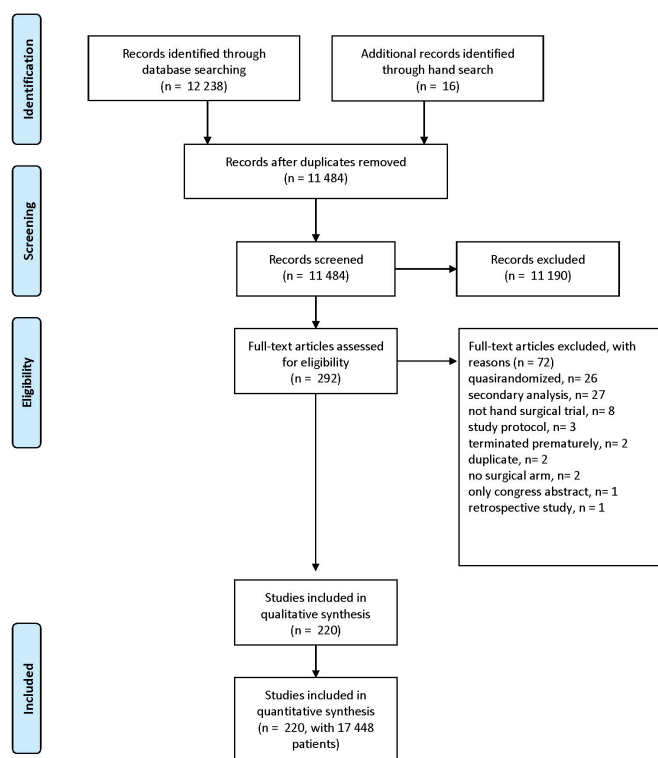 Identification
Records identified through
database searching
(n = 12 238)
Additional records identified
through hand search
(n = 16)
Records after duplicates removed
(n = 11 484)
Screening
Records screened
(n = 11 484)
Records excluded
(n = 11 190)
Eligibility
Full-text articles assessed
for eligibility
(n = 292)
Full-text articles excluded, with
reasons (n = 72)
quasirandomized, n= 26
secondary analysis, n= 27
not hand surgical trial, n= 8
study protocol, n= 3
terminated prematurely, n= 2
duplicate, n= 2
no surgical arm, n= 2
only congress abstract, n= 1
retrospective study, n = 1
Studies included in
qualitative synthesis
(n = 220)
Included
Studies included in
quantitative synthesis
(n = 220, with 17 448
patients)